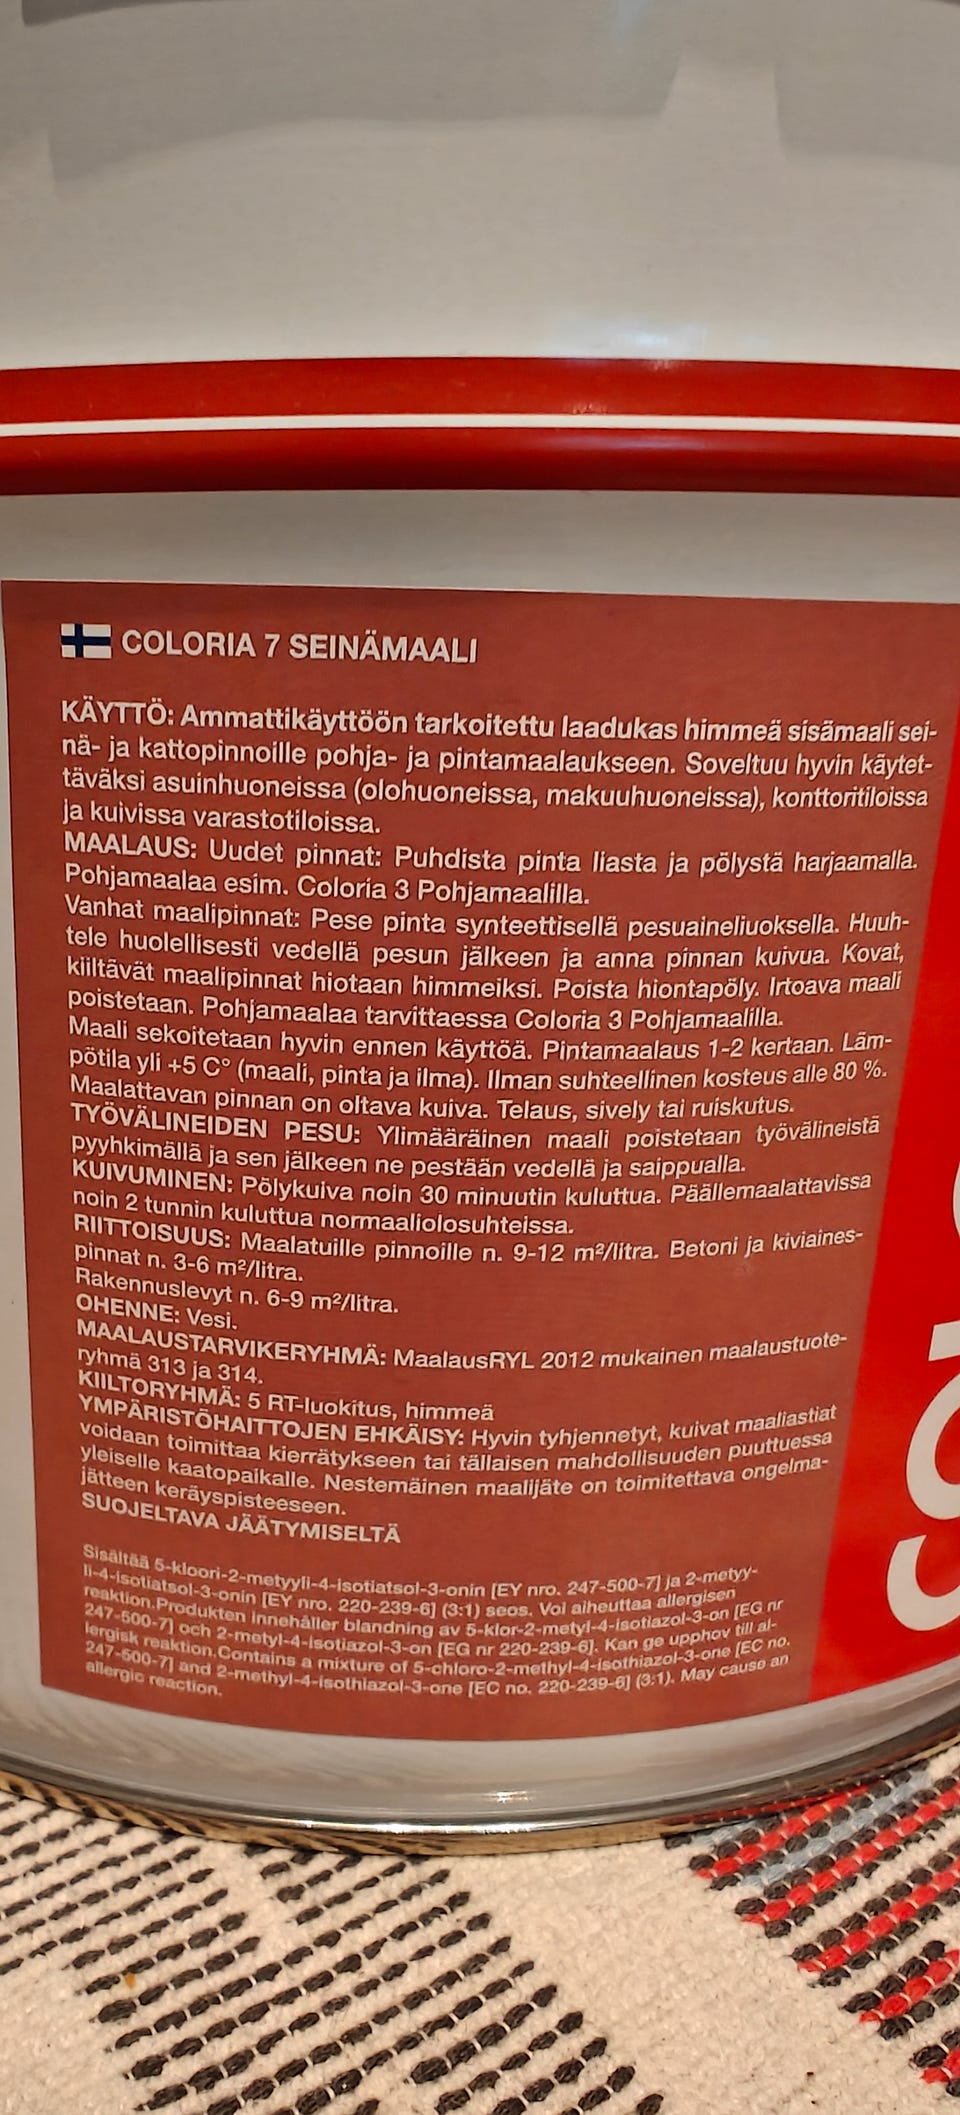 COLORIA 7 SEINÄMAALI
KÄYTTÖ: Ammattikäyttöön tarkoitettu laadukas himmeä sisämaali sei-
nä- ja kattopinnoille pohja- ja pintamaalaukseen. Soveltuu hyvin käytet-
täväksi asuinhuoneissa (olohuoneissa, makuuhuoneissa), konttoritiloissa
ja kuivissa varastotiloissa.
MAALAUS: Uudet pinnat: Puhdista pinta liasta ja pölystä harjaamalla.
Pohjamaalaa esim. Coloria 3 Pohjamaalilla.
Vanhat maalipinnat: Pese pinta synteettisellä pesuaineliuoksella. Huuh-
tele huolellisesti vedellä pesun jälkeen ja anna pinnan kuivua. Kovat,
kiiltävät maalipinnat hiotaan himmeiksi. Poista hiontapöly. Irtoava maali
poistetaan. Pohjamaalaa tarvittaessa Coloria 3 Pohjamaalilla.
Maali sekoitetaan hyvin ennen käyttöä. Pintamaalaus 1-2 kertaan. Läm-
pötila yli +5 C° (maali, pinta ja ilma). Ilman suhteellinen kosteus alle 80 %.
Maalattavan pinnan on oltava kuiva. Telaus, sively tai ruiskutus.
TYÖVÄLINEIDEN PESU: Ylimääräinen maali poistetaan työvälineistä
pyyhkimällä ja sen jälkeen ne pestään vedellä ja saippualla.
KUIVUMINEN: Pölykuiva noin 30 minuutin kuluttua. Päällemaalattavissa
noin 2 tunnin kuluttua normaaliolosuhteissa.
RIITTOISUUS: Maalatuille pinnoille n. 9-12 m²/litra. Betoni ja kiviaines-
pinnat n. 3-6 m²/litra.
Rakennuslevyt n. 6-9 m²/litra.
OHENNE: Vesi.
MAALAUSTARVIKERYHMÄ: MaalausRYL 2012 mukainen maalaustuote-
ryhmä 313 ja 314.
KIILTORYHMÄ: 5 RT-luokitus, himmeä
YMPÄRISTÖHAITTOJEN EHKÄISY: Hyvin tyhjennetyt, kuivat maaliastiat
voidaan toimittaa kierrätykseen tai tällaisen mahdollisuuden puuttuessa
yleiselle kaatopaikalle. Nestemäinen maalijäte on toimitettava ongelma-
jätteen keräyspisteeseen.
SUOJELTAVA JÄÄTYMISELTÄ
Sisältää 5-kloori-2-metyyli-4-isotiatsol-3-onin [EY nro. 247-500-7] ja 2-metyy-
li-4-isotiatsol-3-onin [EY nro. 220-239-6] (3:1) seos. Voi aiheuttaa allergisen
reaktion.Produkten innehåller blandning av 5-klor-2-metyl-4-isotiazol-3-on [EG nr
247-500-7] och 2-metyl-4-isotiazol-3-on [EG nr 220-239-6]. Kan ge upphov till al-
lergisk reaktion.Contains a mixture of 5-chloro-2-methyl-4-isothiazol-3-one [EC no.
247-500-7] and 2-methyl-4-isothiazol-3-one [EC no. 220-239-6] (3:1). May cause an
allergic reaction.